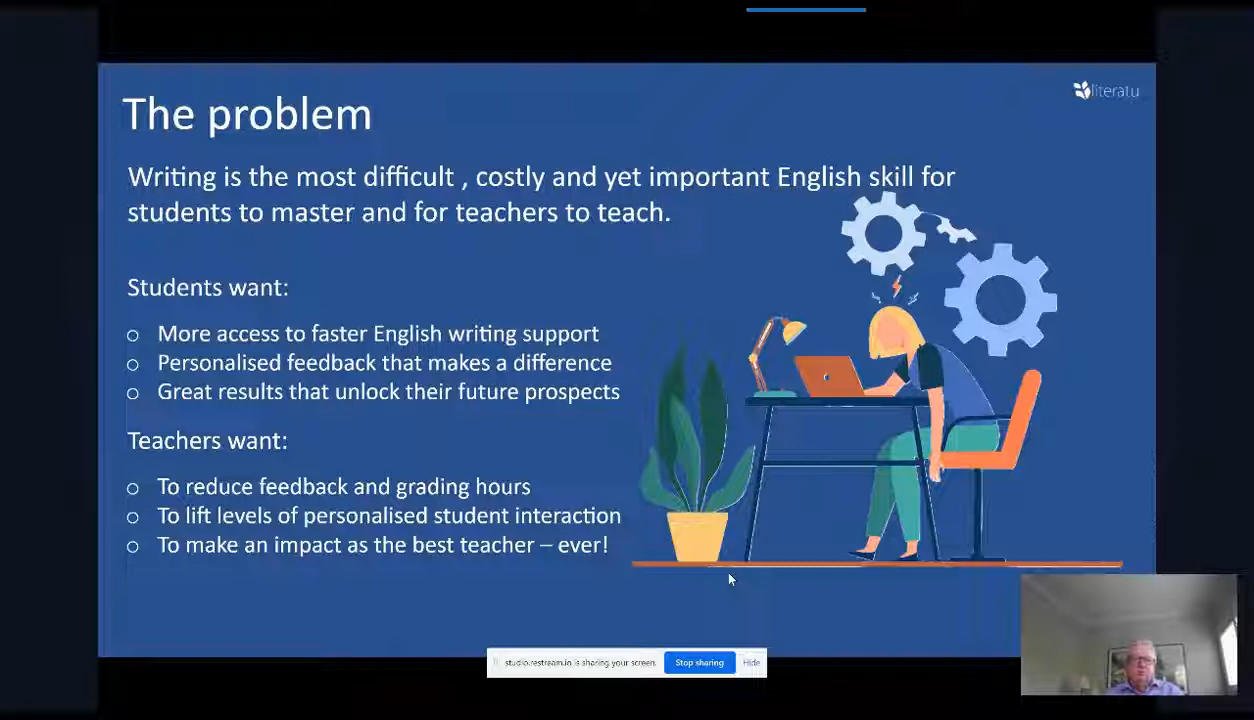 The problem
literatu
Writing is the most difficult , costly and yet important English skill for
students to master and for teachers to teach.
Students want:
o More access to faster English writing support
o Personalised feedback that makes a difference
o Great results that unlock their future prospects
Teachers want:
o To reduce feedback and grading hours
o To lift levels of personalised student interaction
o To make an impact as the best teacher – ever!
studio.restream.io is sharing your screen. Stop sharing Hide